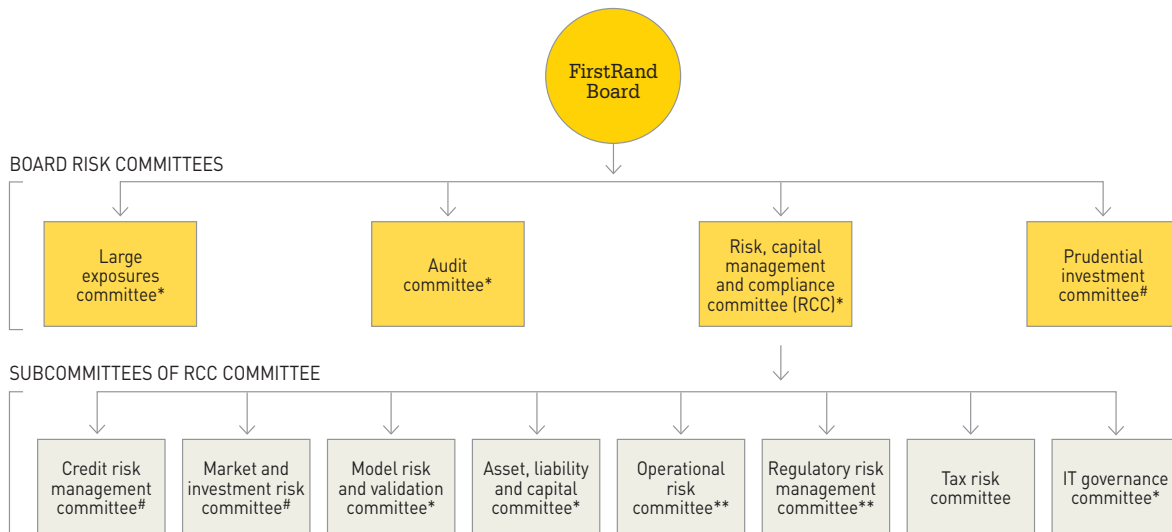 FirstRand
Board
BOARD RISK COMMITTEES
Large
exposures
committee*
Audit
committee*
Risk, capital
management
and compliance
committee (RCC)*
Prudential
investment
committee#
SUBCOMMITTEES OF RCC COMMITTEE
Credit risk
management
committee#
Market and
investment risk
committee#
Model risk
and validation
committee*
Asset, liability
and capital
committee*
Operational
risk
committee**
Regulatory risk
management
committee**
Tax risk
committee
IT governance
committee*